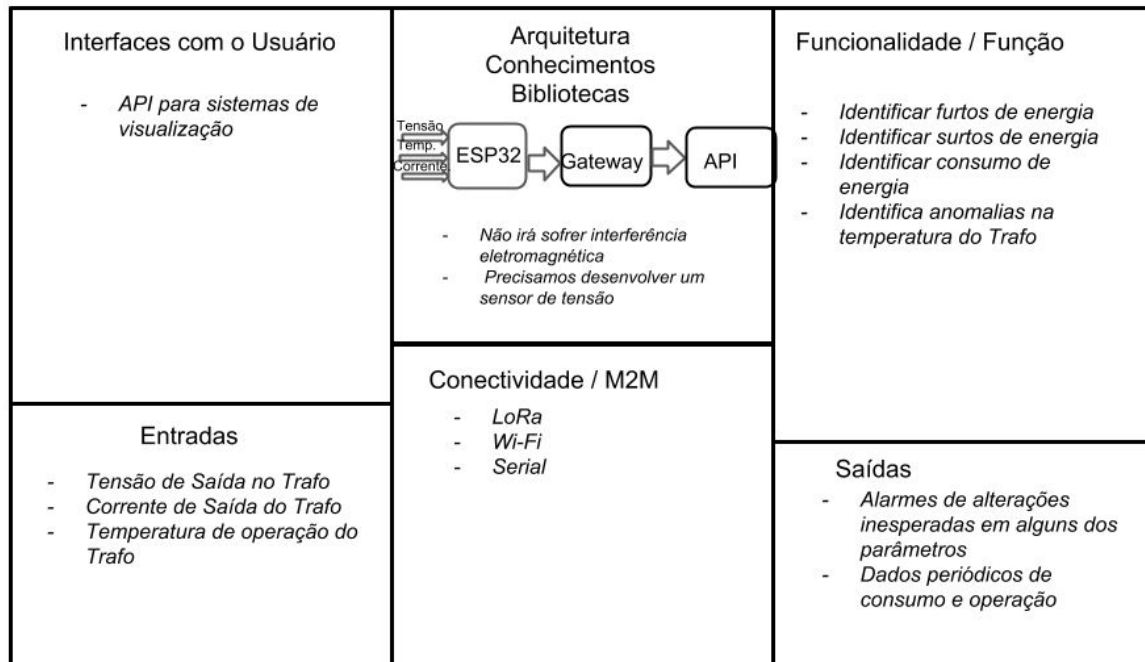 Interfaces com o Usuário
- API para sistemas de
visualização
Arquitetura
Conhecimentos
Bibliotecas
Tensão
Temp.
Corrente.
ESP32
Gateway
API
- Não irá sofrer interferência
eletromagnética
- Precisamos desenvolver um
sensor de tensão
Funcionalidade / Função
- Identificar furtos de energia
- Identificar surtos de energia
- Identificar consumo de
energia
- Identifica anomalias na
temperatura do Trafo
Entradas
- Tensão de Saída no Trafo
- Corrente de Saída do Trafo
- Temperatura de operação do
Trafo
Conectividade / M2M
- LoRa
- Wi-Fi
- Serial
Saídas
- Alarmes de alterações
inesperadas em alguns dos
parâmetros
- Dados periódicos de
consumo e operação